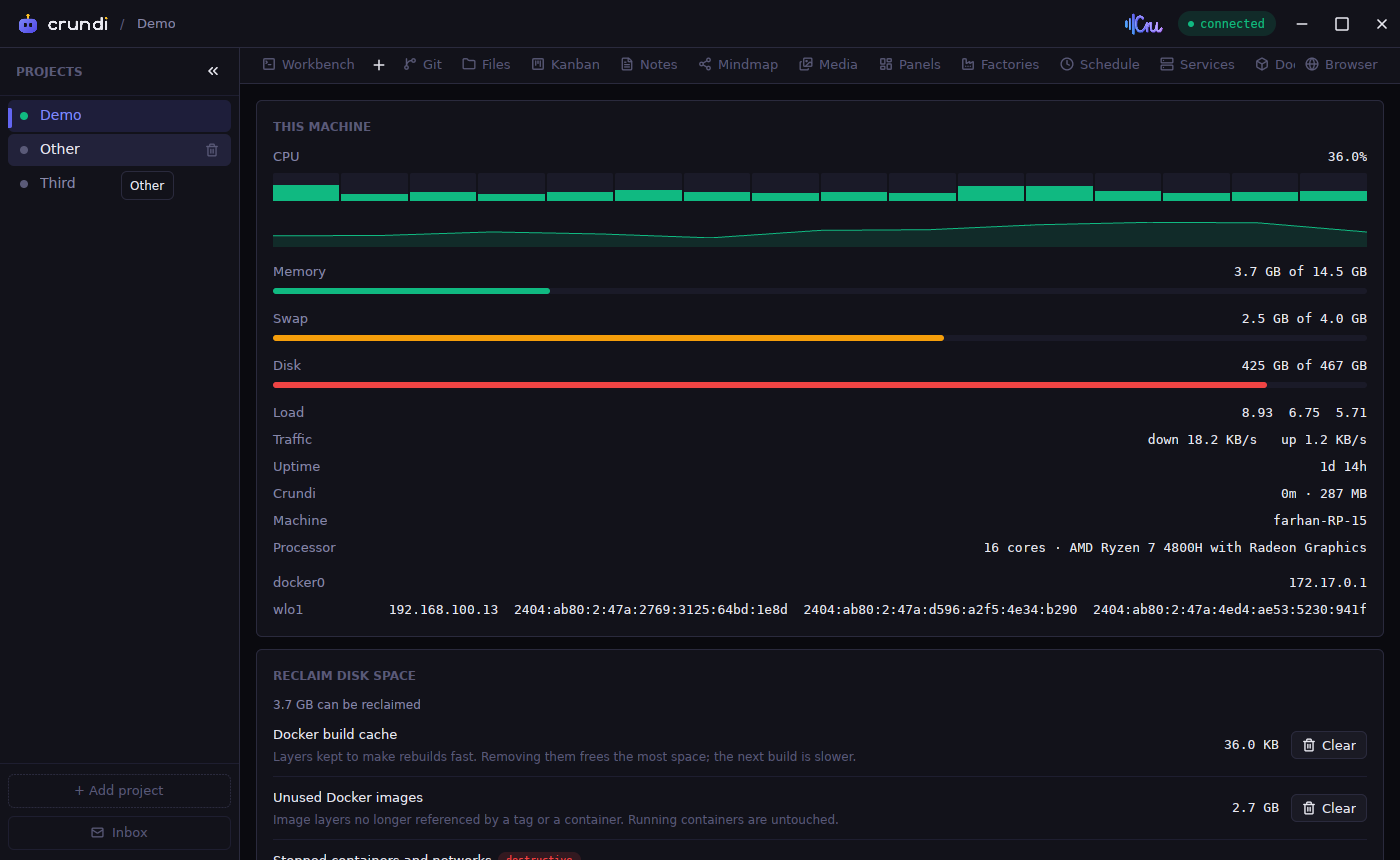 crundi / Demo
Cru
connected
PROJECTS
Workbench
Git
Files
Kanban
Notes
Mindmap
Media
Panels
Factories
Schedule
Services
Browser
Demo
Other
Third
Other
+ Add project
Inbox
THIS MACHINE
CPU 36.0%
Memory 3.7 GB of 14.5 GB
Swap 2.5 GB of 4.0 GB
Disk 425 GB of 467 GB
Load 8.93 6.75 5.71
Traffic down 18.2 KB/s up 1.2 KB/s
Uptime 1d 14h
Crundi 0m · 287 MB
Machine farhan-RP-15
Processor 16 cores · AMD Ryzen 7 4800H with Radeon Graphics
docker0 172.17.0.1
wlo1 192.168.100.13 2404:ab80:2:47a:2769:3125:64bd:1e8d 2404:ab80:2:47a:d596:a2f5:4e34:b290 2404:ab80:2:47a:4ed4:ae53:5230:941f
RECLAIM DISK SPACE
3.7 GB can be reclaimed
Docker build cache
Layers kept to make rebuilds fast. Removing them frees the most space; the next build is slower.
36.0 KB Clear
Unused Docker images
Image layers no longer referenced by a tag or a container. Running containers are untouched.
2.7 GB Clear
Stopped containers and networks destructive